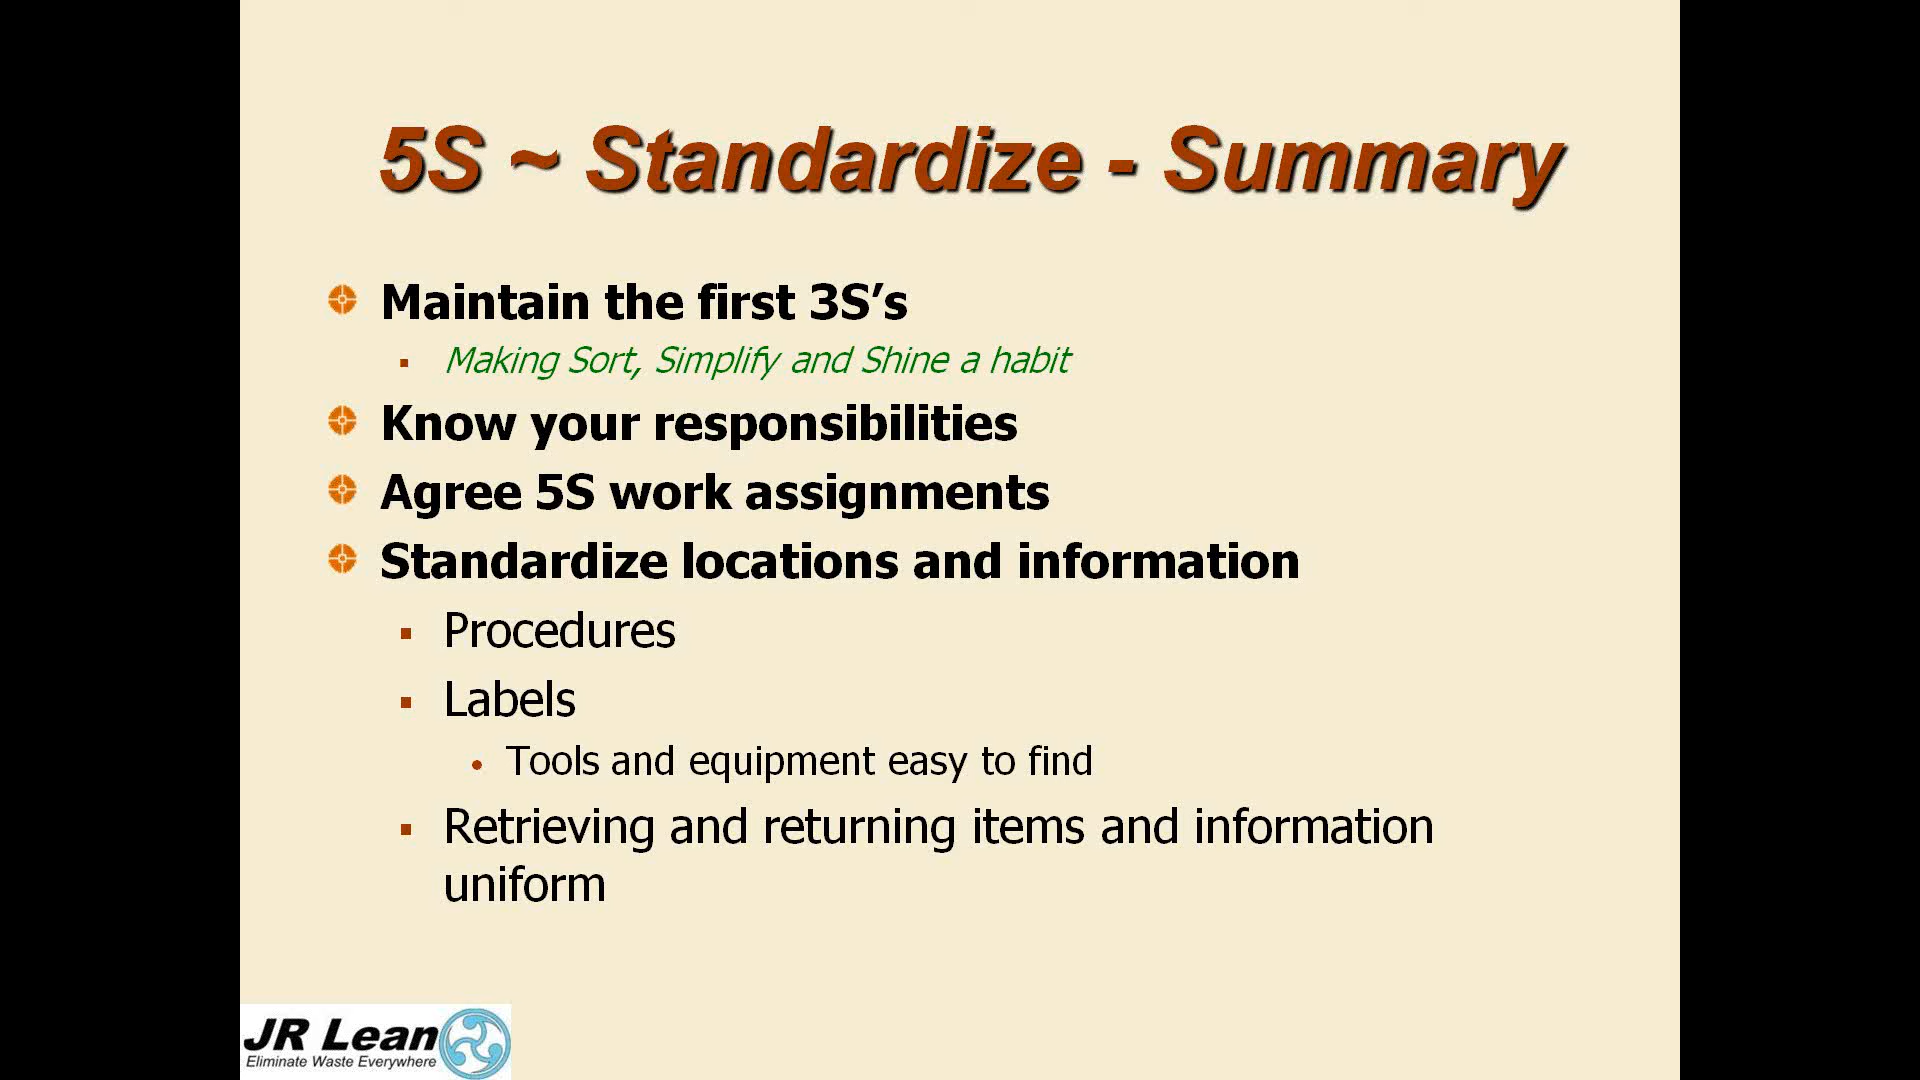 5S ~ Standardize - Summary
Maintain the first 3S’s
Making Sort, Simplify and Shine a habit
Know your responsibilities
Agree 5S work assignments
Standardize locations and information
Procedures
Labels
Tools and equipment easy to find
Retrieving and returning items and information
uniform
JR Lean
Eliminate Waste Everywhere